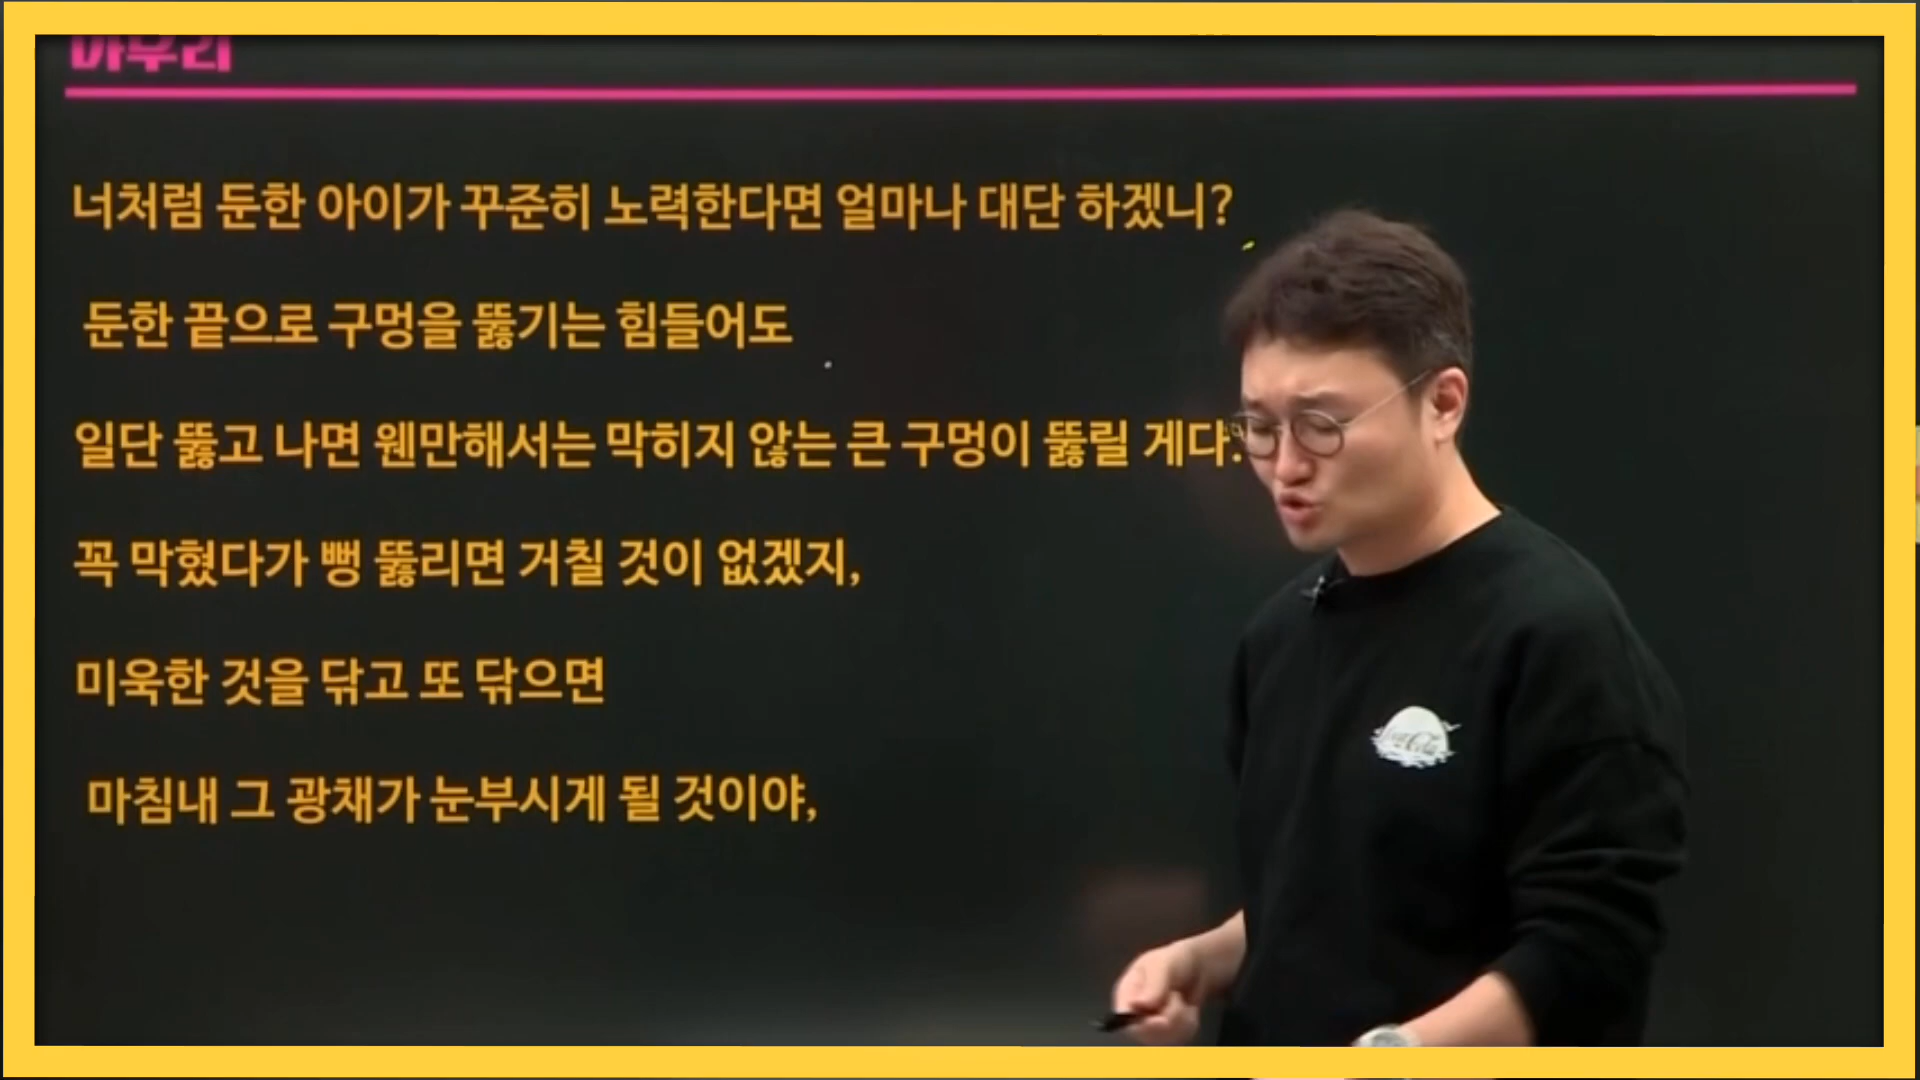 마무리
너처럼 둔한 아이가 꾸준히 노력한다면 얼마나 대단 하겠니?
둔한 끝으로 구멍을 뚫기는 힘들어도
일단 뚫고 나면 웬만해서는 막히지 않는 큰 구멍이 뚫릴 게다.
꼭 막혔다가 뻥 뚫리면 거칠 것이 없겠지,
미욱한 것을 닦고 또 닦으면
마침내 그 광채가 눈부시게 될 것이야,
Coca-Cola